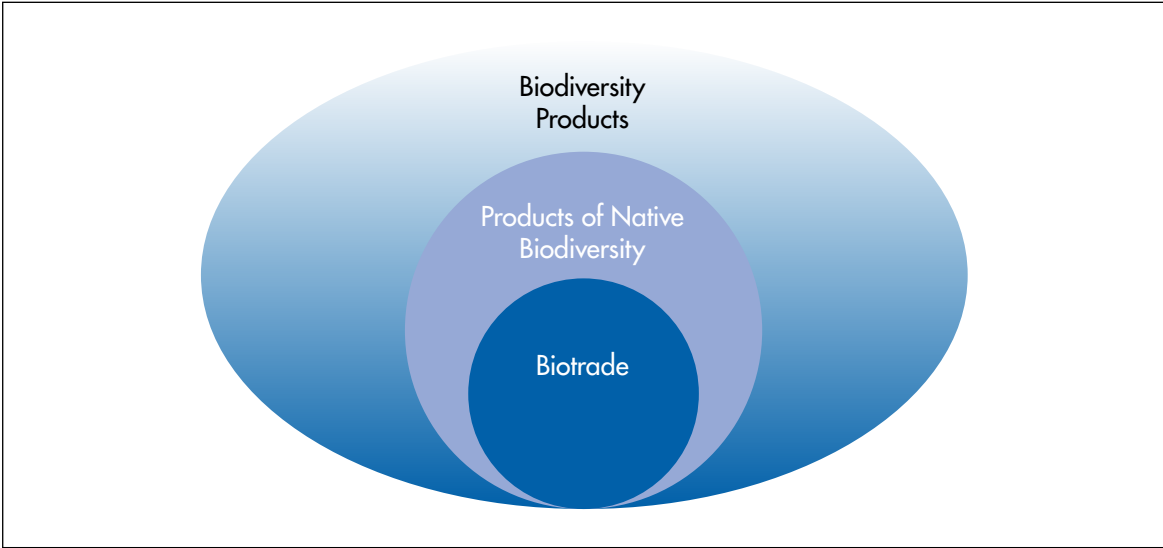 Biodiversity
Products
Products of Native
Biodiversity
Biotrade